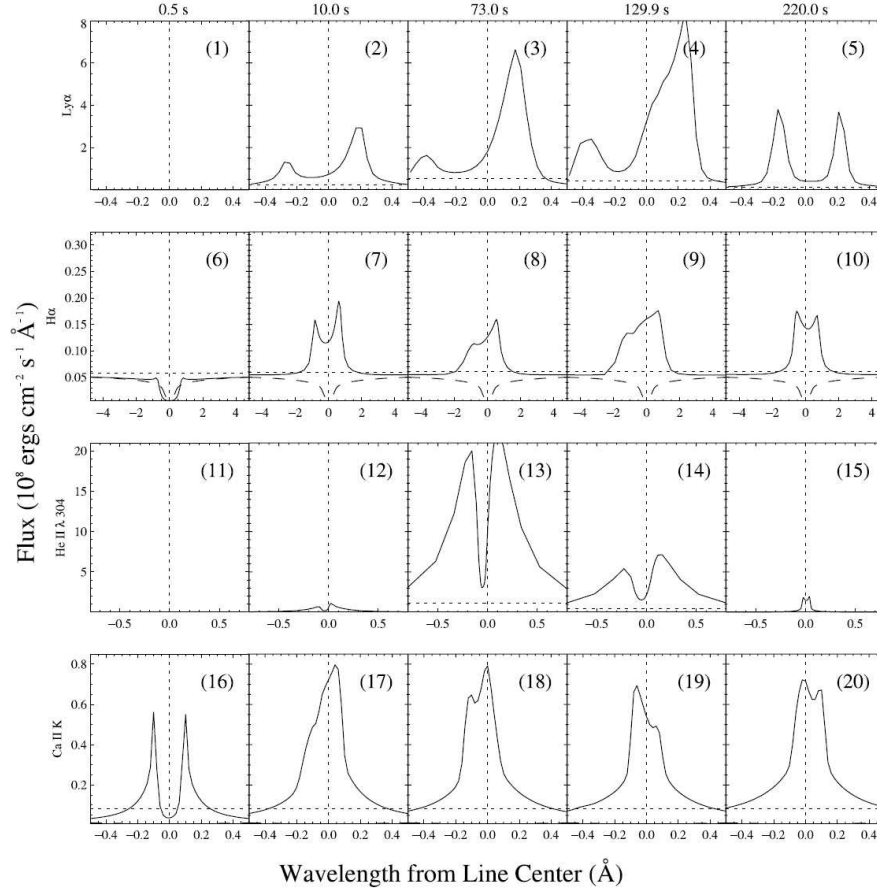 0.5 s 10.0 s 73.0 s 129.9 s 220.0 s
8
6
4
2
Lyα
(1) (2) (3) (4) (5)
−0.4 −0.2 0.0 0.2 0.4 −0.4 −0.2 0.0 0.2 0.4 −0.4 −0.2 0.0 0.2 0.4 −0.4 −0.2 0.0 0.2 0.4 −0.4 −0.2 0.0 0.2 0.4
0.30
0.25
0.20
0.15
0.10
0.05
Hα
(6) (7) (8) (9) (10)
−4 −2 0 2 4 −4 −2 0 2 4 −4 −2 0 2 4 −4 −2 0 2 4 −4 −2 0 2 4
Flux (10⁸ ergs cm⁻² s⁻¹ Å⁻¹)
20
15
10
5
He II λ 304
(11) (12) (13) (14) (15)
−0.5 0.0 0.5 −0.5 0.0 0.5 −0.5 0.0 0.5 −0.5 0.0 0.5 −0.5 0.0 0.5
0.8
0.6
0.4
0.2
Ca II K
(16) (17) (18) (19) (20)
−0.4 −0.2 0.0 0.2 0.4 −0.4 −0.2 0.0 0.2 0.4 −0.4 −0.2 0.0 0.2 0.4 −0.4 −0.2 0.0 0.2 0.4 −0.4 −0.2 0.0 0.2 0.4
Wavelength from Line Center (Å)